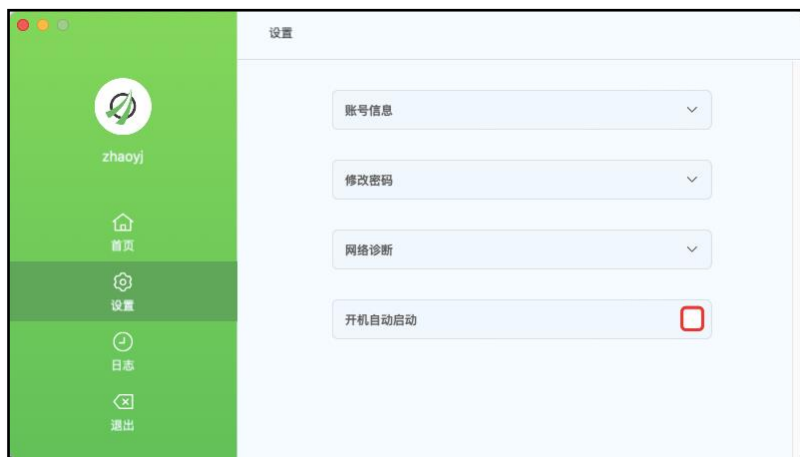 设置
zhaoyj
首页
设置
日志
退出
账号信息
修改密码
网络诊断
开机自动启动